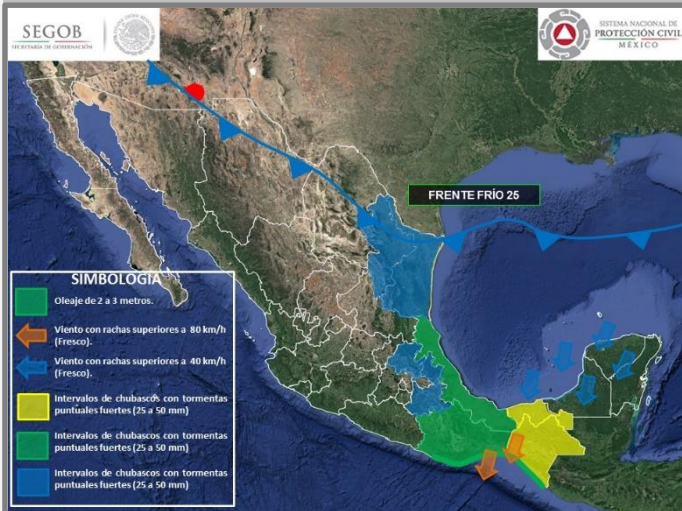 SEGOB
SECRETARÍA DE GOBERNACIÓN
SISTEMA NACIONAL DE
PROTECCIÓN CIVIL
MÉXICO
FRENTE FRÍO 25
SIMBOLOGÍA
Oleaje de 2 a 3 metros.
Viento con rachas superiores a 80 km/h
(Fresco).
Viento con rachas superiores a 40 km/h
(Fresco).
Intervalos de chubascos con tormentas
puntuales fuertes (25 a 50 mm)
Intervalos de chubascos con tormentas
puntuales fuertes (25 a 50 mm)
Intervalos de chubascos con tormentas
puntuales fuertes (25 a 50 mm)